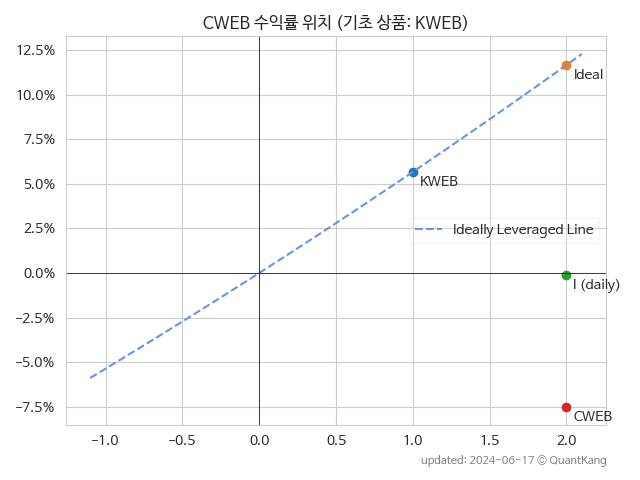 CWEB 수익률 위치 (기초 상품: KWEB)
12.5%
10.0%
7.5%
5.0%
2.5%
0.0%
−2.5%
−5.0%
−7.5%
Ideal
KWEB
Ideally Leveraged Line
I (daily)
CWEB
−1.0 −0.5 0.0 0.5 1.0 1.5 2.0
updated: 2024-06-17 © QuantKang